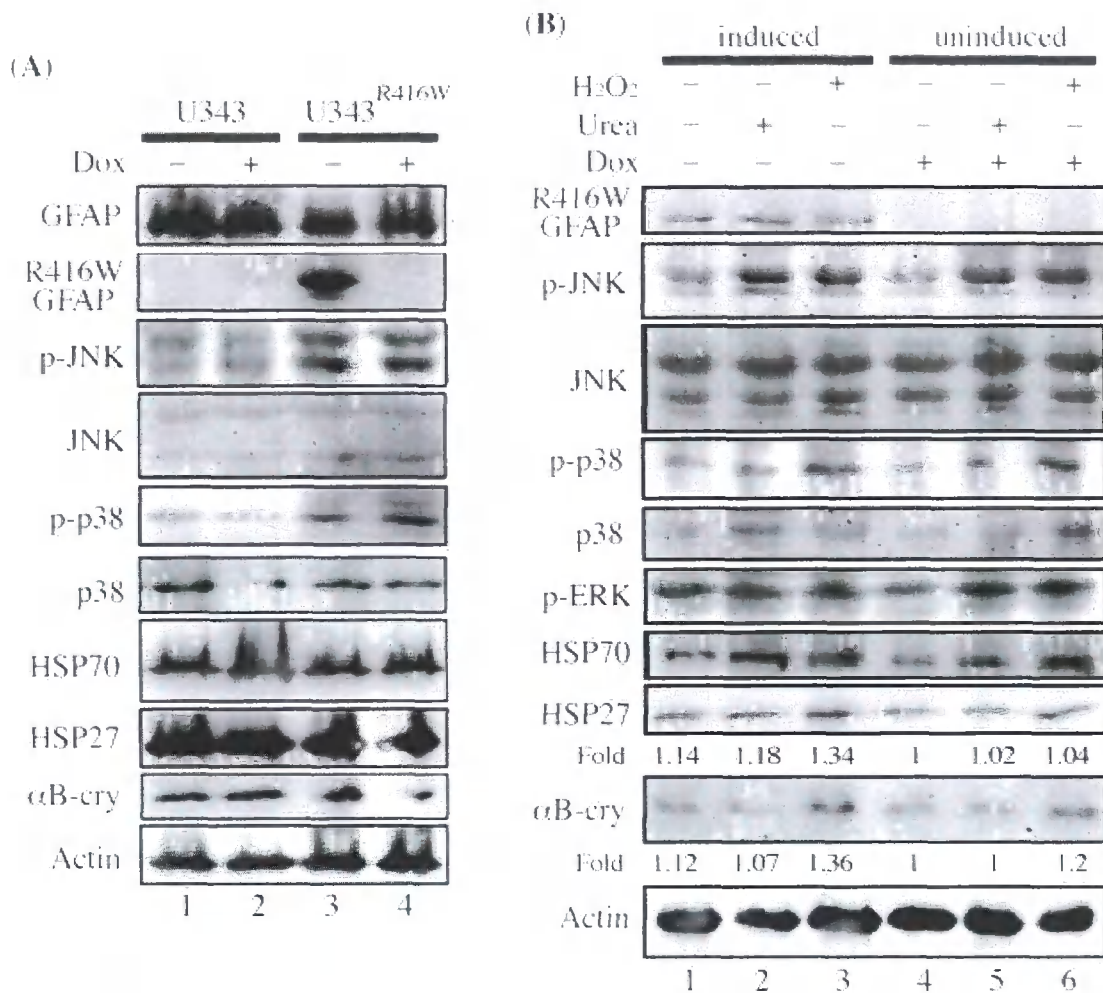 (A)
U343 U343R416W
Dox − + − +
GFAP
R416W
GFAP
p-JNK
JNK
p-p38
p38
HSP70
HSP27
αB-cry
Actin
1 2 3 4
(B)
induced uninduced
H2O2 − − + − − +
Urea − + − − + −
Dox − − − + + +
R416W
GFAP
p-JNK
JNK
p-p38
p38
p-ERK
HSP70
HSP27
Fold 1.14 1.18 1.34 1 1.02 1.04
αB-cry
Fold 1.12 1.07 1.36 1 1 1.2
Actin
1 2 3 4 5 6